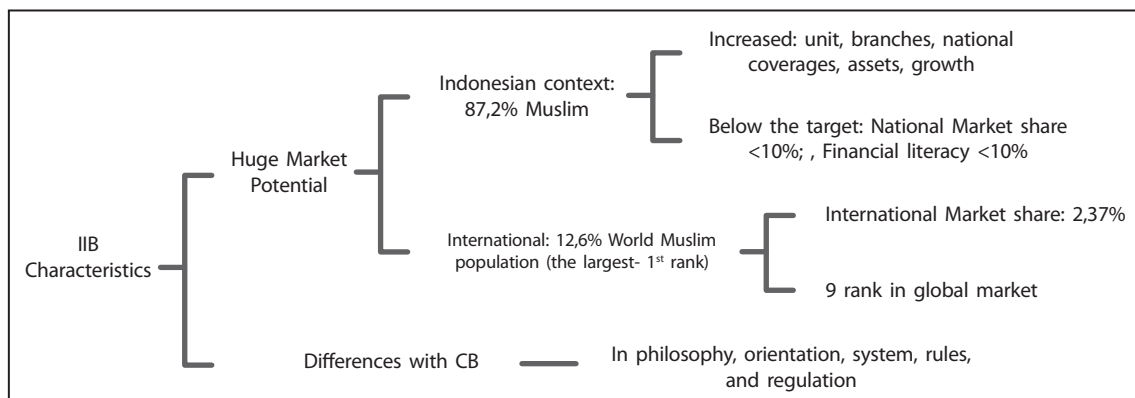 Increased: unit, branches, national
coverages, assets, growth
Indonesian context:
87,2% Muslim
Below the target: National Market share
<10%; , Financial literacy <10%
Huge Market
Potential
International Market share: 2,37%
International: 12,6% World Muslim
population (the largest- 1st rank)
9 rank in global market
IIB
Characteristics
Differences with CB
In philosophy, orientation, system, rules,
and regulation